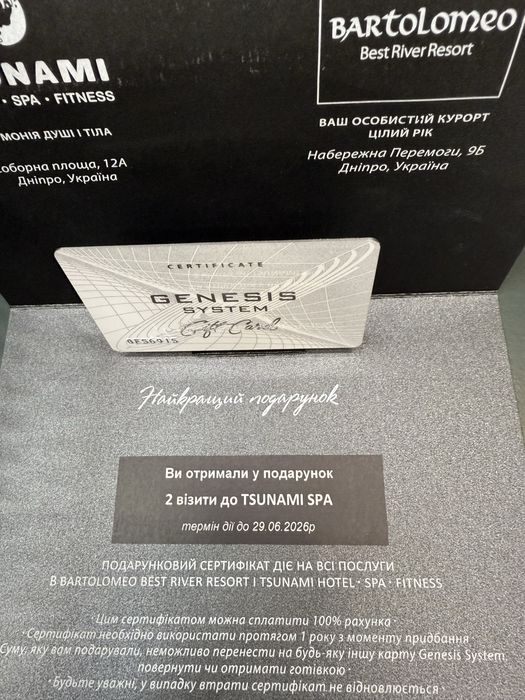 BARTOLOMEO
Best River Resort
NAMI
· SPA · FITNESS
ВАШ ОСОБИСТИЙ КУРОРТ
ЦІЛИЙ РІК
МОНІЯ ДУШІ І ТІЛА
Набережна Перемоги, 9Б
Дніпро, Україна
оборна площа, 12А
Дніпро, Україна
CERTIFICATE
GENESIS
SYSTEM
Gift Card
BES6915
Найкращий подарунок
Ви отримали у подарунок
2 візити до TSUNAMI SPA
термін дії до 29.06.2026р
ПОДАРУНКОВИЙ СЕРТИФІКАТ ДІЄ НА ВСІ ПОСЛУГИ
В BARTOLOMEO BEST RIVER RESORT І TSUNAMI HOTEL · SPA · FITNESS
· Цим сертифікатом можна сплатити 100% рахунка ·
· Сертифікат необхідно використати протягом 1 року з моменту придбання ·
Суму, яку вам подарували, неможливо перенести на будь-яку іншу карту Genesis System,
повернути чи отримати готівкою ·
· Будьте уважні, у випадку втрати сертифікат не відновлюється ·